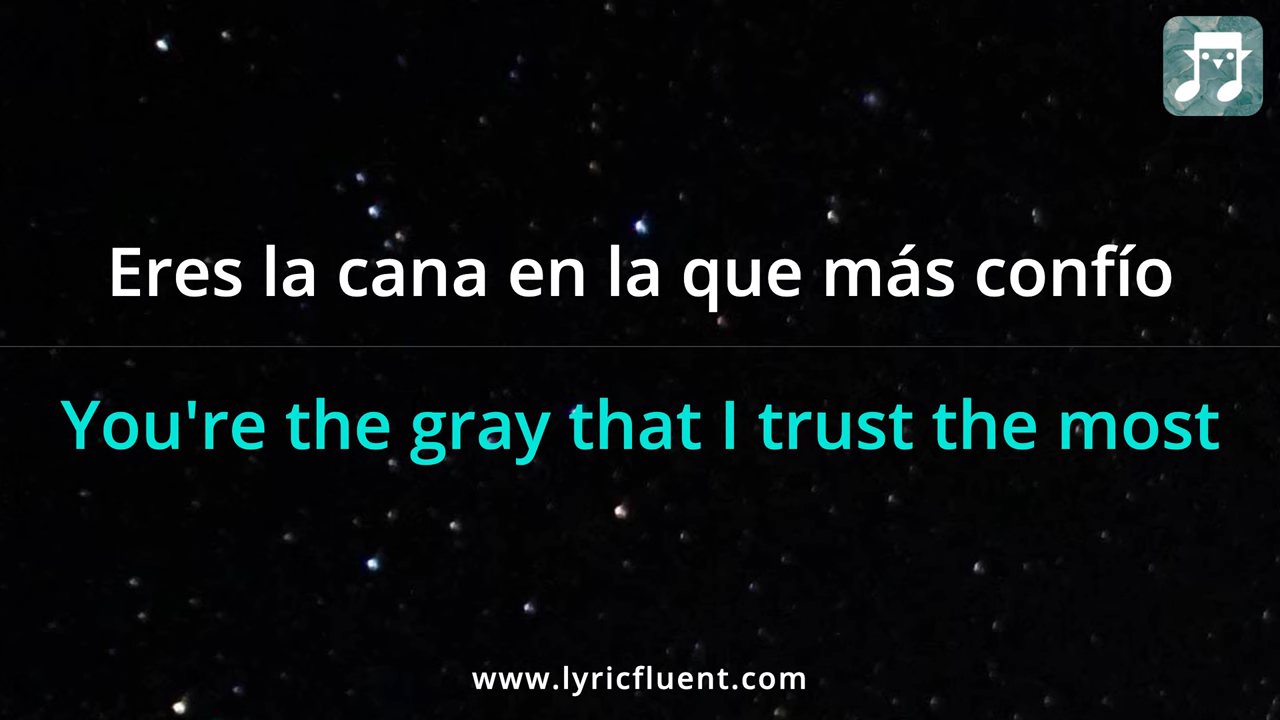 Eres la cana en la que más confío
You're the gray that I trust the most
www.lyricfluent.com